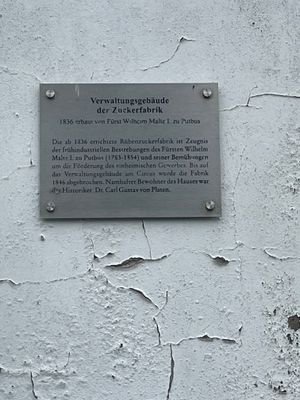 Verwaltungsgebäude
der Zuckerfabrik
1836 erbaut von Fürst Wilhelm Malte I. zu Putbus
Die ab 1836 errichtete Rübenzuckerfabrik ist Zeugnis
der frühindustriellen Bestrebungen des Fürsten Wilhelm
Malte I. zu Putbus (1783-1854) und seiner Bemühungen
um die Förderung des einheimischen Gewerbes. Bis auf
das Verwaltungsgebäude am Circus wurde die Fabrik
1846 abgebrochen. Namhafter Bewohner des Hauses war
der Historiker, Dr. Carl Gustav von Platen.